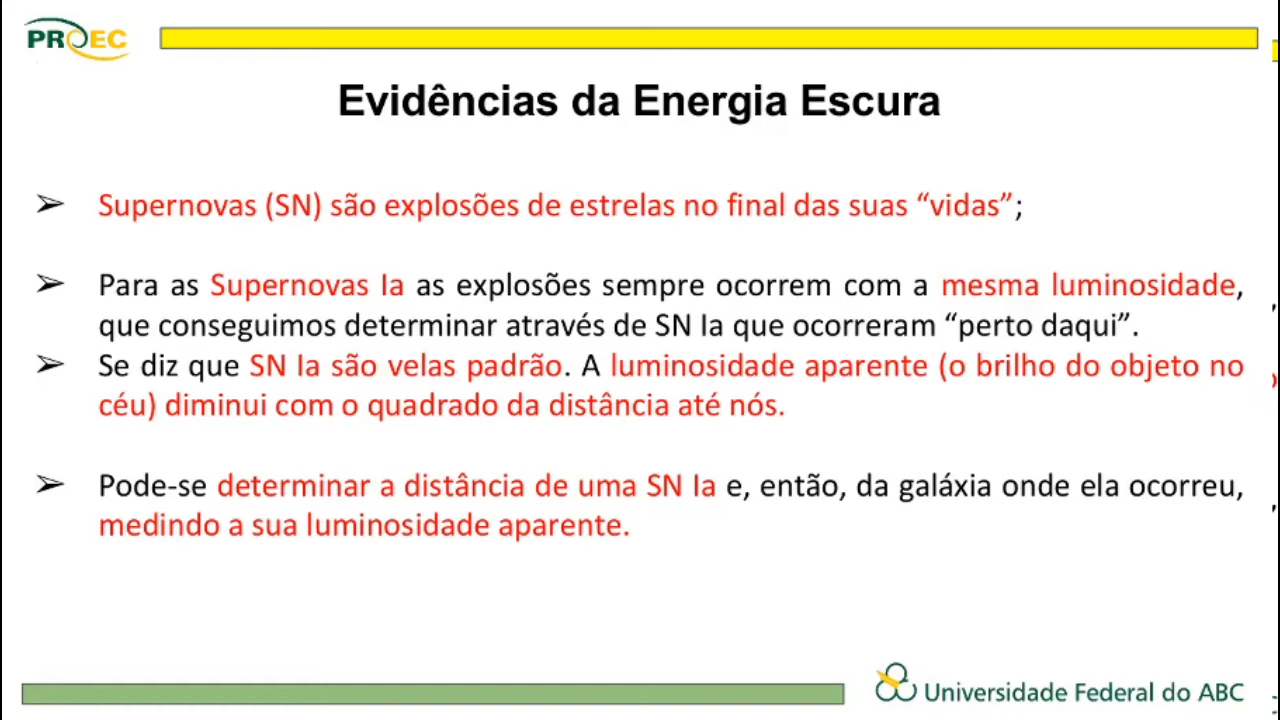 PROEC
Evidências da Energia Escura
➢ Supernovas (SN) são explosões de estrelas no final das suas “vidas”;
➢ Para as Supernovas Ia as explosões sempre ocorrem com a mesma luminosidade,
que conseguimos determinar através de SN Ia que ocorreram “perto daqui”.
➢ Se diz que SN Ia são velas padrão. A luminosidade aparente (o brilho do objeto no
céu) diminui com o quadrado da distância até nós.
➢ Pode-se determinar a distância de uma SN Ia e, então, da galáxia onde ela ocorreu,
medindo a sua luminosidade aparente.
Universidade Federal do ABC